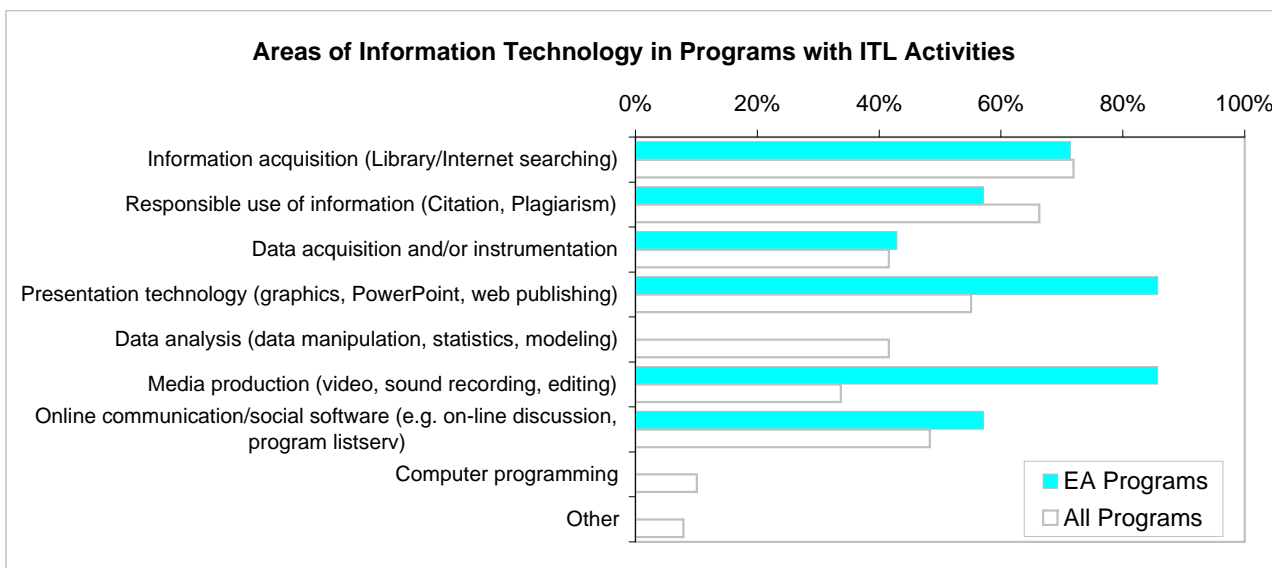 Areas of Information Technology in Programs with ITL Activities
0% 20% 40% 60% 80% 100%
Information acquisition (Library/Internet searching)
Responsible use of information (Citation, Plagiarism)
Data acquisition and/or instrumentation
Presentation technology (graphics, PowerPoint, web publishing)
Data analysis (data manipulation, statistics, modeling)
Media production (video, sound recording, editing)
Online communication/social software (e.g. on-line discussion,
program listserv)
Computer programming
Other
EA Programs
All Programs